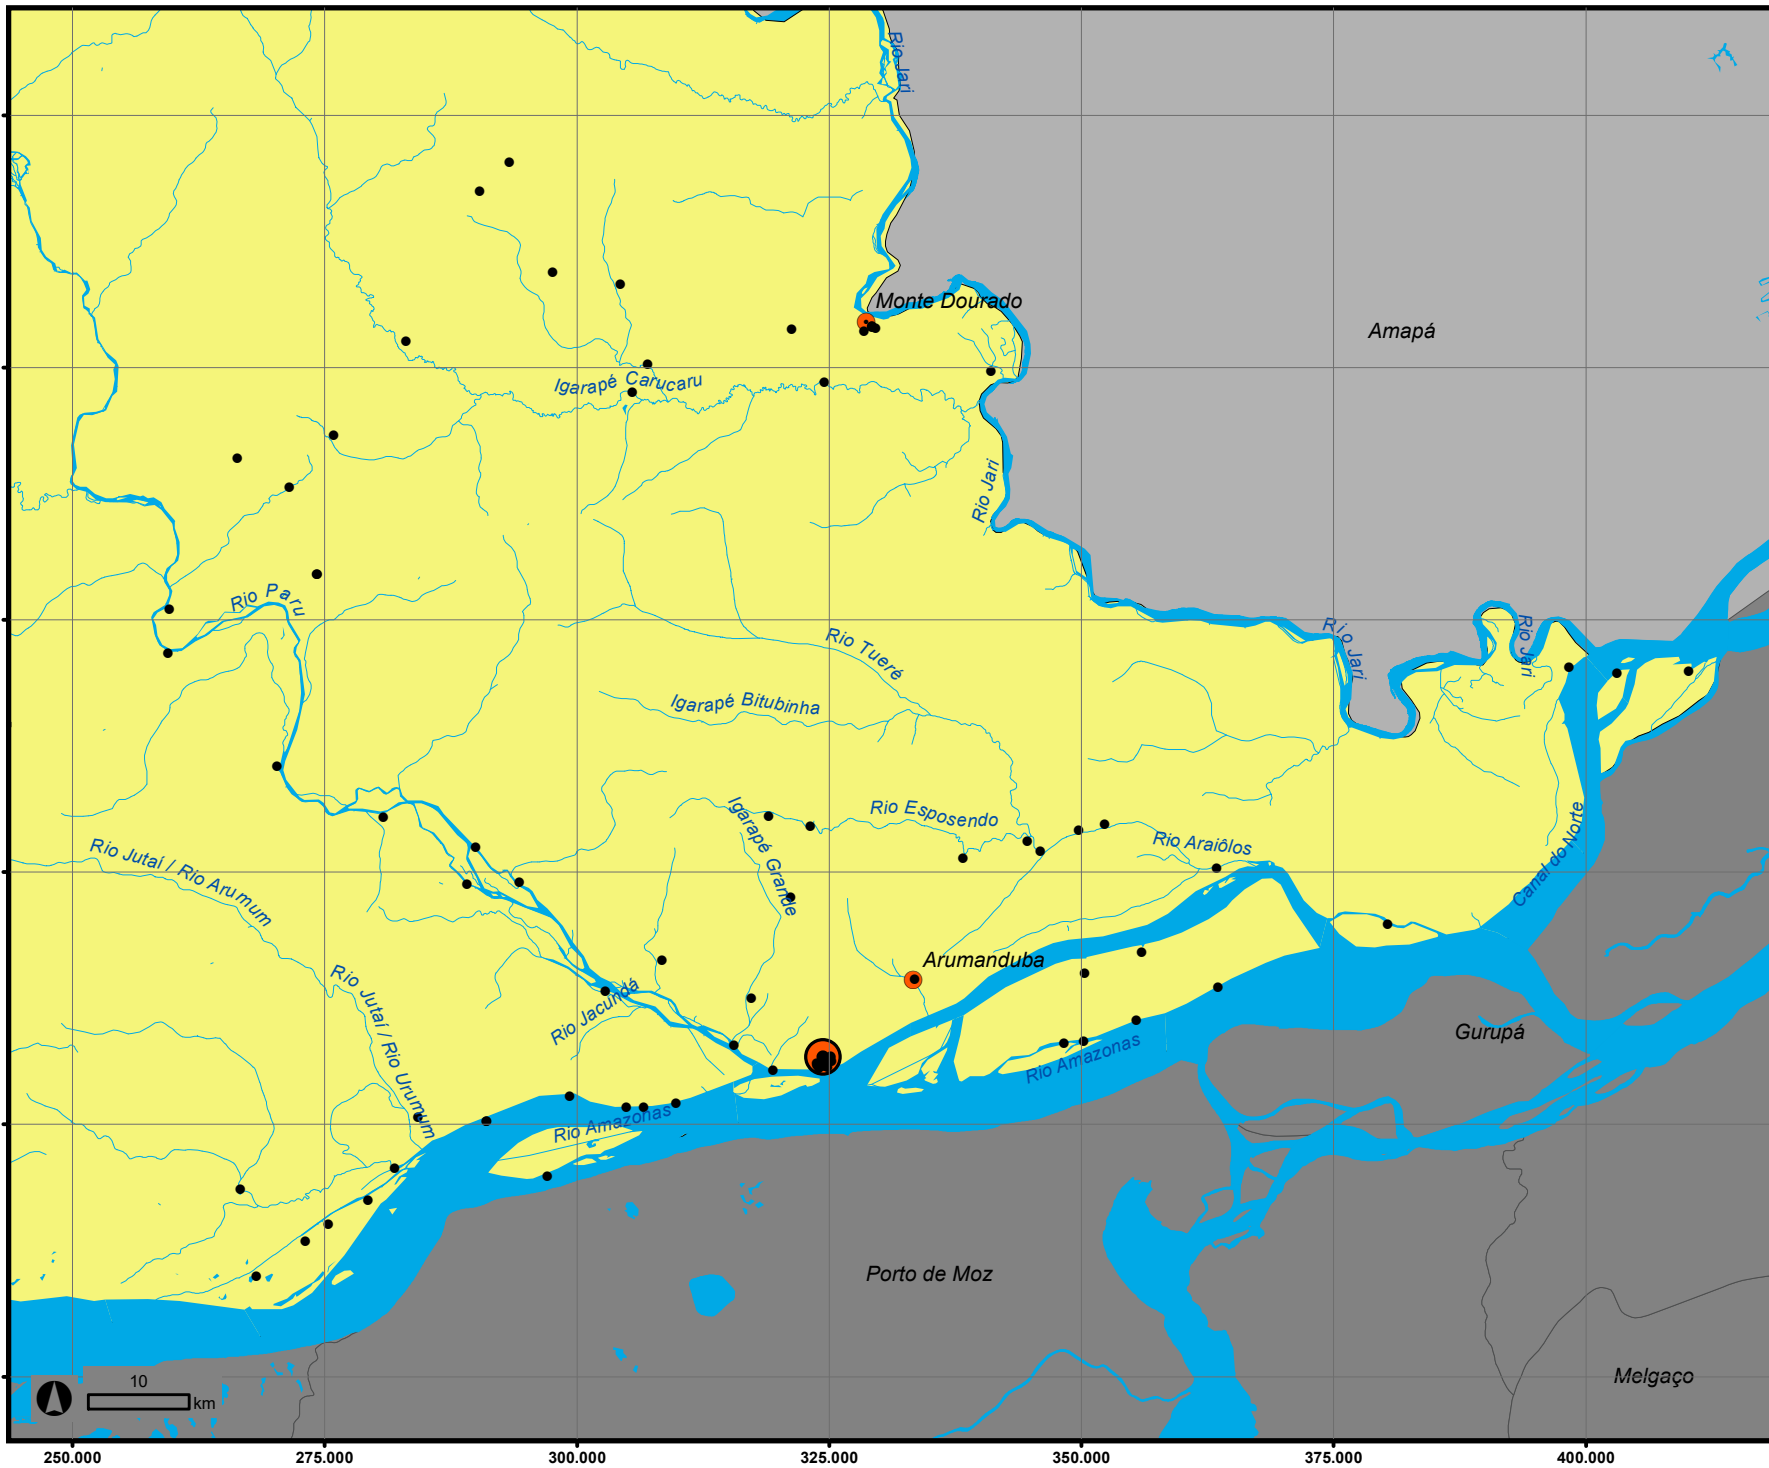 Rio Jari
Monte Dourado
Amapá
Igarapé Carucaru
Rio Jari
Rio Paru
Rio Tueré
Rio Jari
Rio Jari
Igarapé Bitubinha
Igarapé Grande
Rio Esposendo
Rio Araiôlos
Canal do Norte
Rio Jutaí / Rio Arumum
Rio Jutaí / Rio Urumum
Arumanduba
Rio Jacundá
Gurupá
Rio Amazonas
Rio Amazonas
Porto de Moz
Melgaço
10
km
250.000 275.000 300.000 325.000 350.000 375.000 400.000